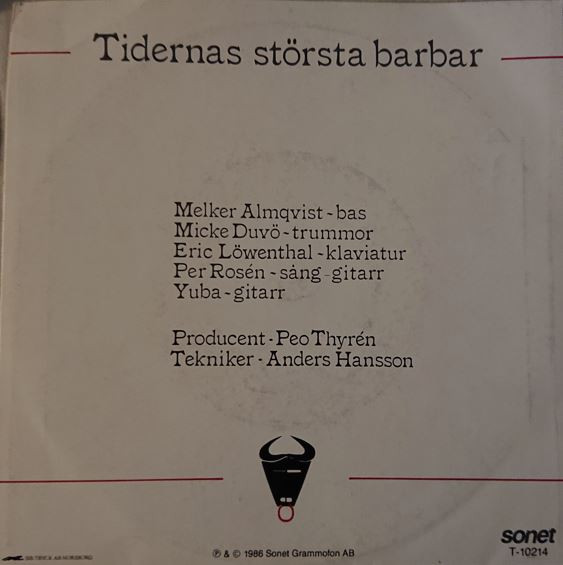 Tidernas största barbar
Melker Almqvist - bas
Micke Duvö - trummor
Eric Löwenthal - klaviatur
Per Rosén - sång - gitarr
Yuba - gitarr
Producent - Peo Thyrén
Tekniker - Anders Hansson
sonet
T-10214
℗ & © 1986 Sonet Grammofon AB